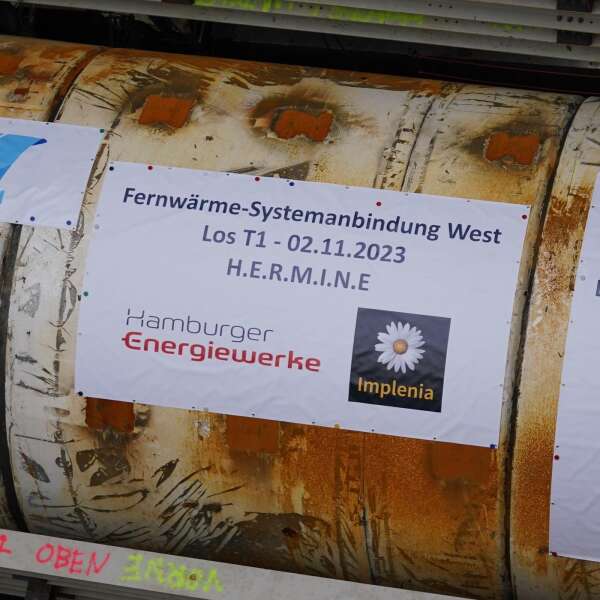 Fernwärme-Systemanbindung West
Los T1 - 02.11.2023
H.E.R.M.I.N.E
Hamburger
Energiewerke
Implenia
OBEN VORNE